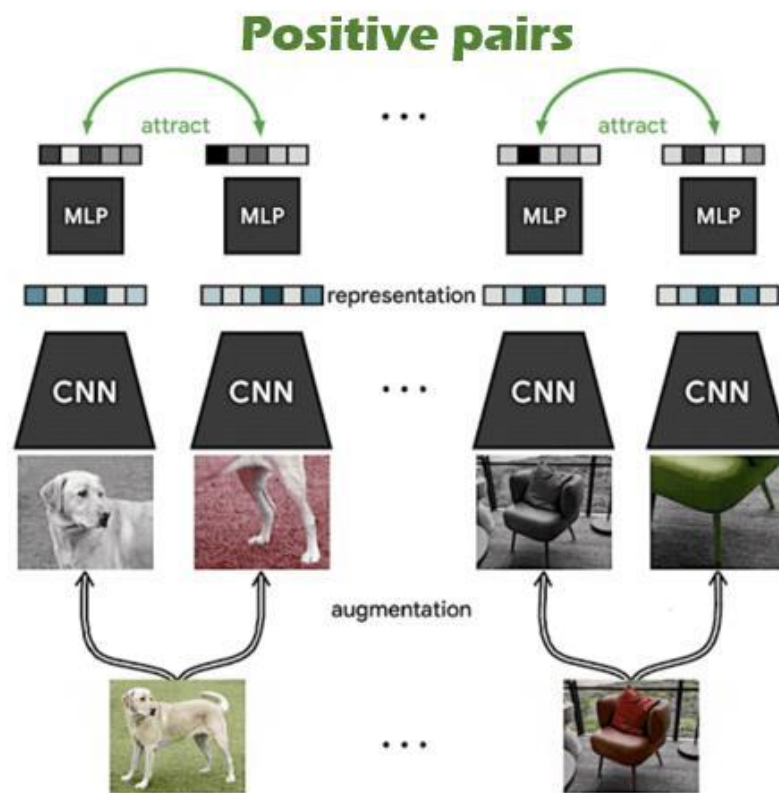 Positive pairs
attract
. . .
attract
MLP
MLP
MLP
MLP
representation
CNN
CNN
. . .
CNN
CNN
augmentation
. . .